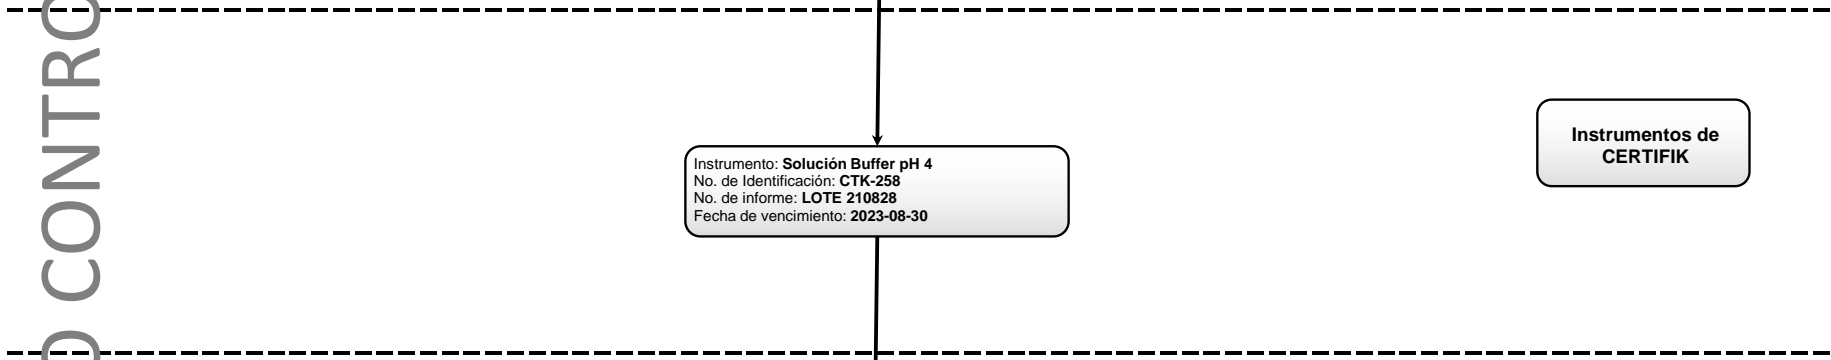 O CONTRO
Instrumento: Solución Buffer pH 4
No. de Identificación: CTK-258
No. de informe: LOTE 210828
Fecha de vencimiento: 2023-08-30
Instrumentos de
CERTIFIK